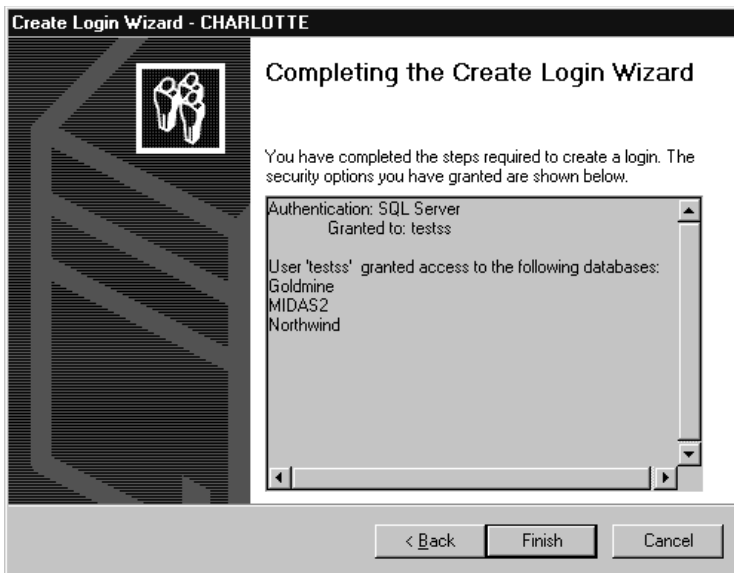 Create Login Wizard - CHARLOTTE
Completing the Create Login Wizard
You have completed the steps required to create a login. The
security options you have granted are shown below.
Authentication: SQL Server
Granted to: testss
User 'testss' granted access to the following databases:
Goldmine
MIDAS2
Northwind
< Back
Finish
Cancel